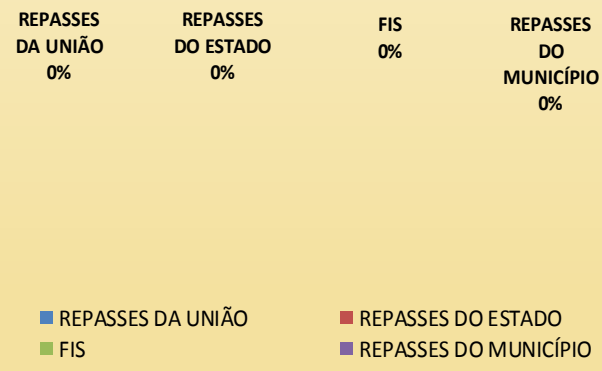 REPASSES
DA UNIÃO
0%
REPASSES
DO ESTADO
0%
FIS
0%
REPASSES
DO
MUNICÍPIO
0%
REPASSES DA UNIÃO
REPASSES DO ESTADO
FIS
REPASSES DO MUNICÍPIO